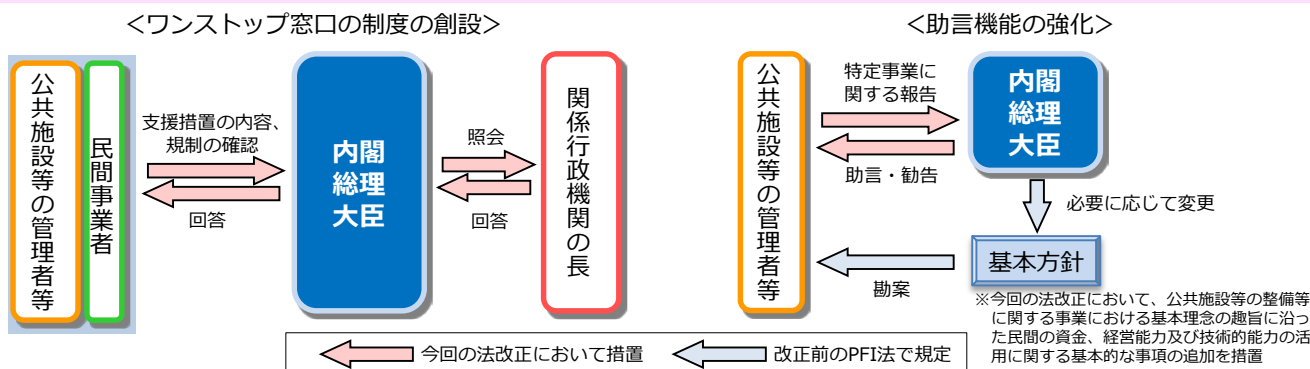 ＜ワンストップ窓口の制度の創設＞
公共施設等の管理者等
民間事業者
支援措置の内容、
規制の確認
回答
内閣
総理
大臣
照会
回答
関係行政機関の長
＜助言機能の強化＞
公共施設等の管理者等
特定事業に
関する報告
助言・勧告
内閣
総理
大臣
必要に応じて変更
基本方針
勘案
※今回の法改正において、公共施設等の整備等
に関する事業における基本理念の趣旨に沿っ
た民間の資金、経営能力及び技術的能力の活
用に関する基本的な事項の追加を措置
今回の法改正において措置
改正前のPFI法で規定